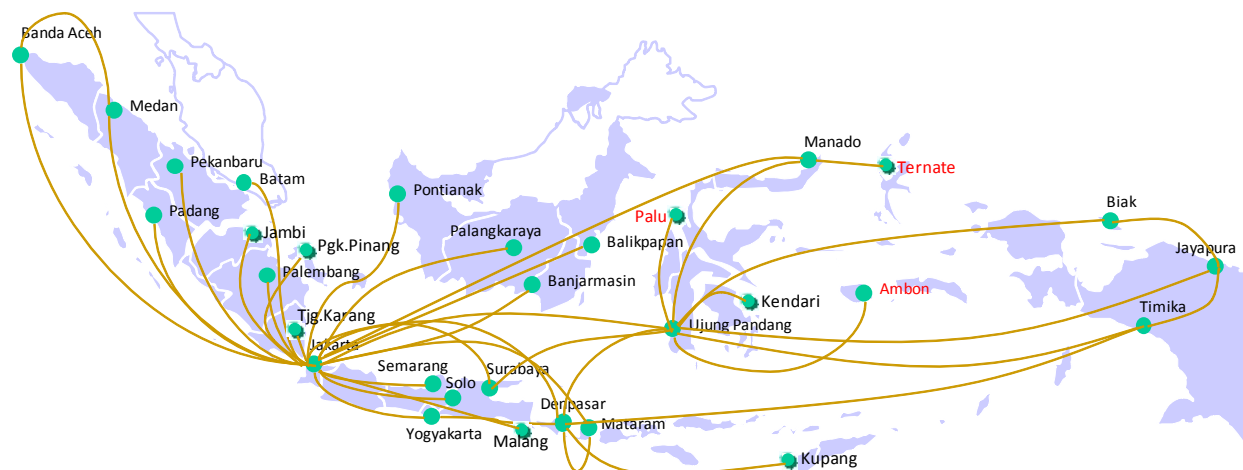 Banda Aceh
Medan
Pekanbaru
Batam
Padang
Jambi
Pgk.Pinang
Palembang
Tjg.Karang
Jakarta
Pontianak
Palangkaraya
Balikpapan
Banjarmasin
Manado
Ternate
Palu
Kendari
Ambon
Ujung Pandang
Biak
Jayapura
Timika
Semarang
Solo
Surabaya
Yogyakarta
Malang
Denpasar
Mataram
Kupang